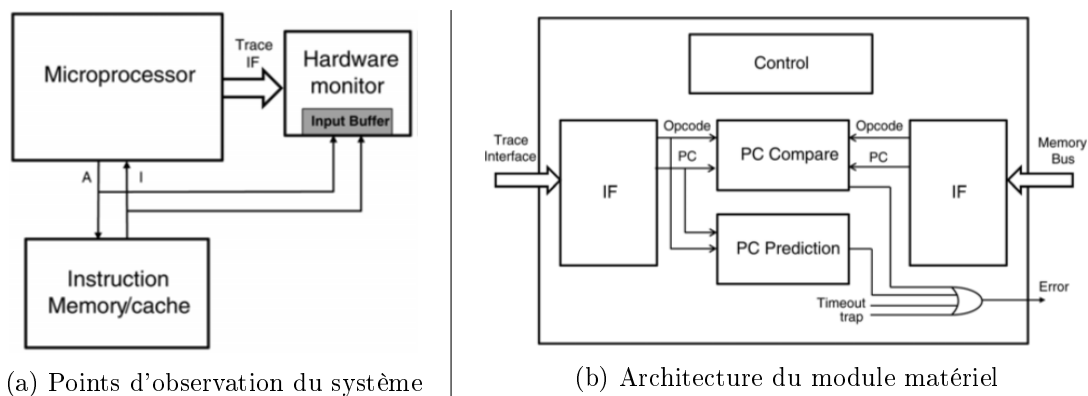 Microprocessor
Trace
IF
Hardware
monitor
Input Buffer
A
I
Instruction
Memory/cache
(a) Points d'observation du système
Control
Trace
Interface
IF
Opcode
PC
PC Compare
Opcode
PC
IF
Memory
Bus
PC Prediction
Timeout
trap
Error
(b) Architecture du module matériel